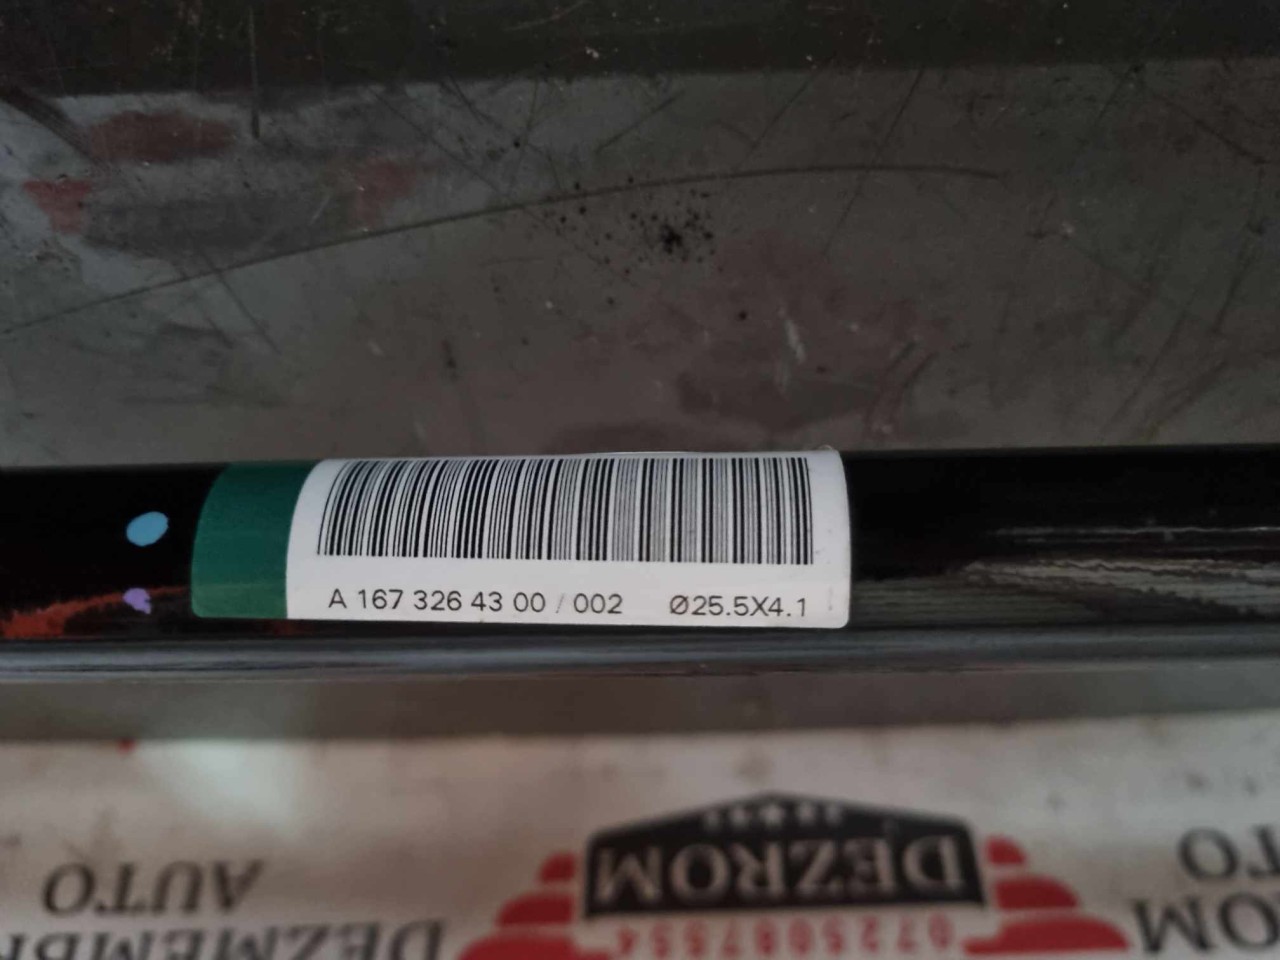 A 167 326 43 00 / 002 Ø25.5X4.1
DEZROM
AUTO